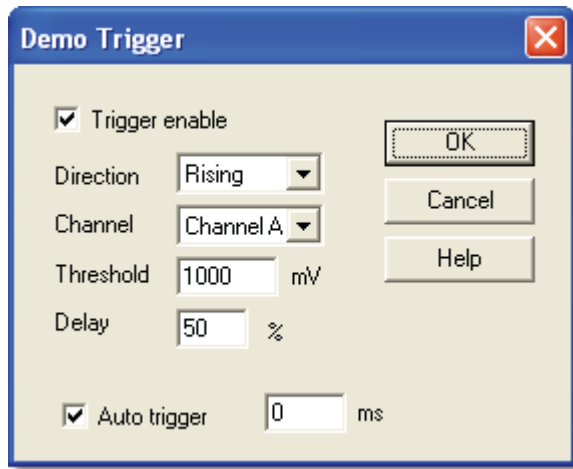 Demo Trigger
Trigger enable
OK
Direction Rising
Cancel
Channel Channel A
Help
Threshold 1000 mV
Delay 50 %
Auto trigger 0 ms